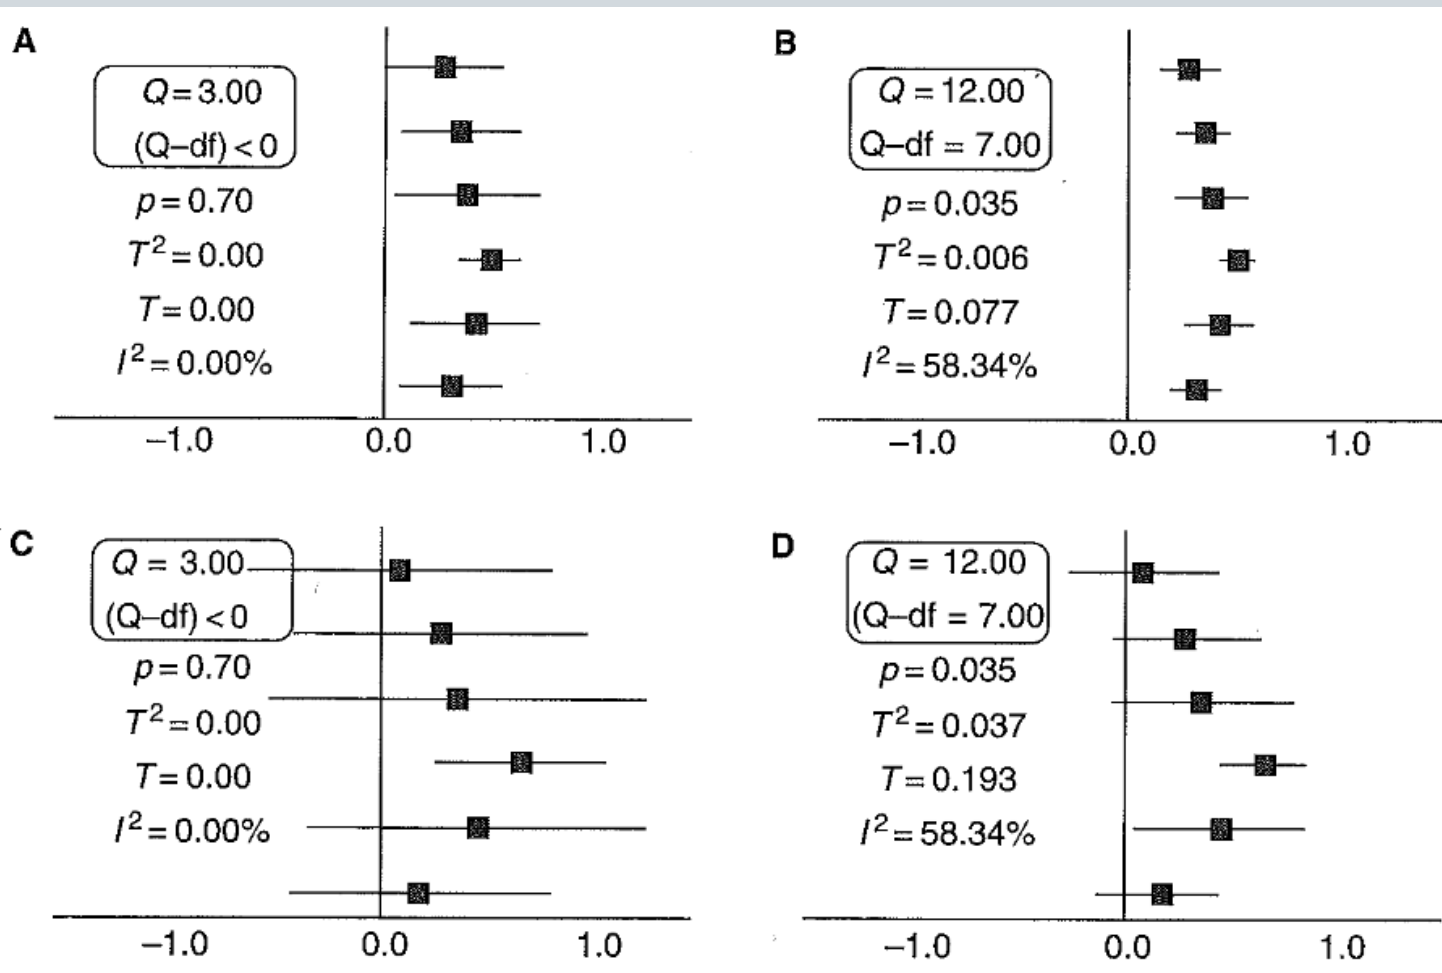 A
Q=3.00
(Q–df) < 0
p = 0.70
T² = 0.00
T = 0.00
I² = 0.00%
−1.0 0.0 1.0
B
Q = 12.00
Q–df = 7.00
p = 0.035
T² = 0.006
T = 0.077
I² = 58.34%
−1.0 0.0 1.0
C
Q = 3.00
(Q–df) < 0
p = 0.70
T² = 0.00
T = 0.00
I² = 0.00%
−1.0 0.0 1.0
D
Q = 12.00
(Q–df = 7.00
p = 0.035
T² = 0.037
T = 0.193
I² = 58.34%
−1.0 0.0 1.0